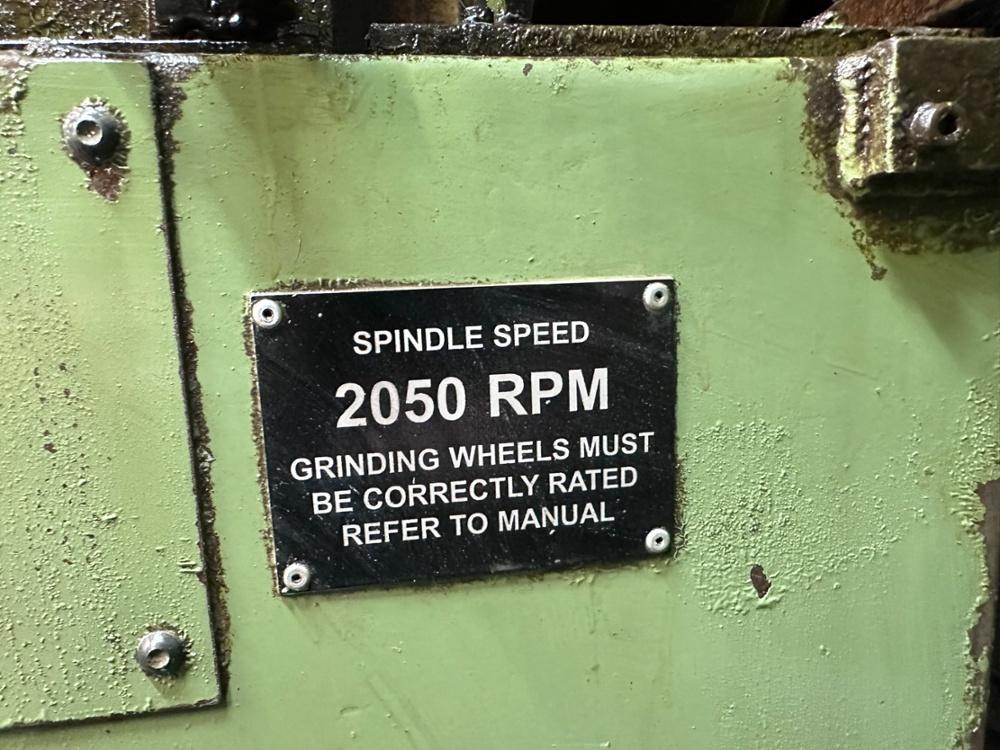 SPINDLE SPEED
2050 RPM
GRINDING WHEELS MUST
BE CORRECTLY RATED
REFER TO MANUAL